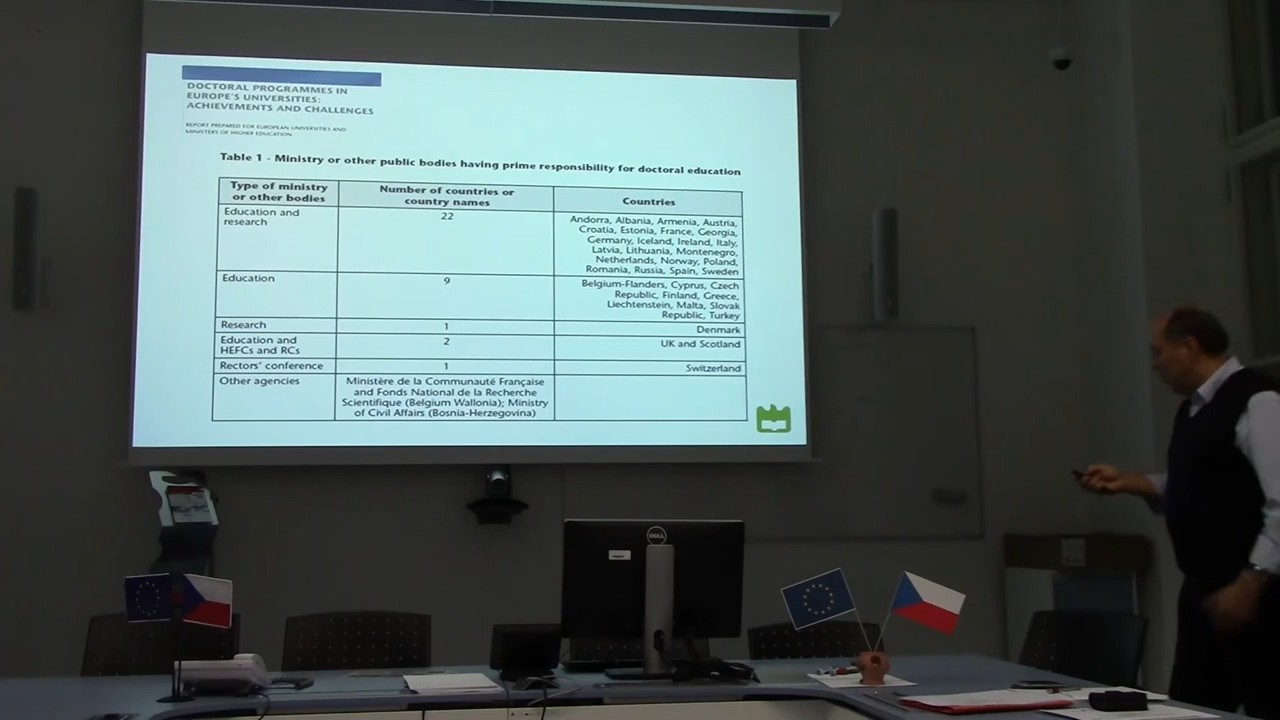 DOCTORAL PROGRAMMES IN
EUROPE'S UNIVERSITIES:
ACHIEVEMENTS AND CHALLENGES
REPORT PREPARED FOR EUROPEAN UNIVERSITIES AND
MINISTERS OF HIGHER EDUCATION
Table 1 - Ministry or other public bodies having prime responsibility for doctoral education
Type of ministry
or other bodies
Number of countries or
country names
Countries
Education and
research
22
Andorra, Albania, Armenia, Austria,
Croatia, Estonia, France, Georgia,
Germany, Iceland, Ireland, Italy,
Latvia, Lithuania, Montenegro,
Netherlands, Norway, Poland,
Romania, Russia, Spain, Sweden
Education
9
Belgium-Flanders, Cyprus, Czech
Republic, Finland, Greece,
Liechtenstein, Malta, Slovak
Republic, Turkey
Research
1
Denmark
Education and
HEFCs and RCs
2
UK and Scotland
Rectors' conference
1
Switzerland
Other agencies
Ministère de la Communauté Française
and Fonds National de la Recherche
Scientifique (Belgium Wallonia); Ministry
of Civil Affairs (Bosnia-Herzegovina)
DELL